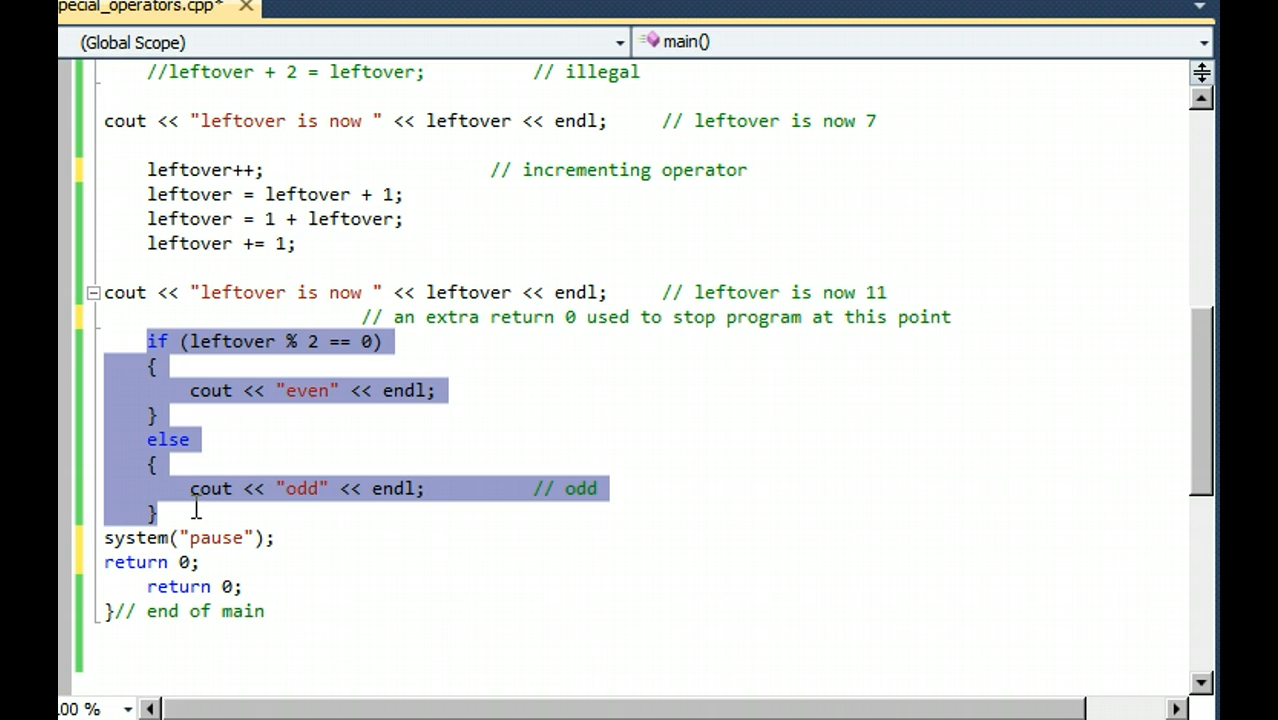 pecial_operators.cpp*
(Global Scope) main()
//leftover + 2 = leftover; // illegal
cout << "leftover is now " << leftover << endl; // leftover is now 7
leftover++; // incrementing operator
leftover = leftover + 1;
leftover = 1 + leftover;
leftover += 1;
cout << "leftover is now " << leftover << endl; // leftover is now 11
// an extra return 0 used to stop program at this point
if (leftover % 2 == 0)
{
cout << "even" << endl;
}
else
{
cout << "odd" << endl; // odd
}
system("pause");
return 0;
return 0;
}// end of main
00 %